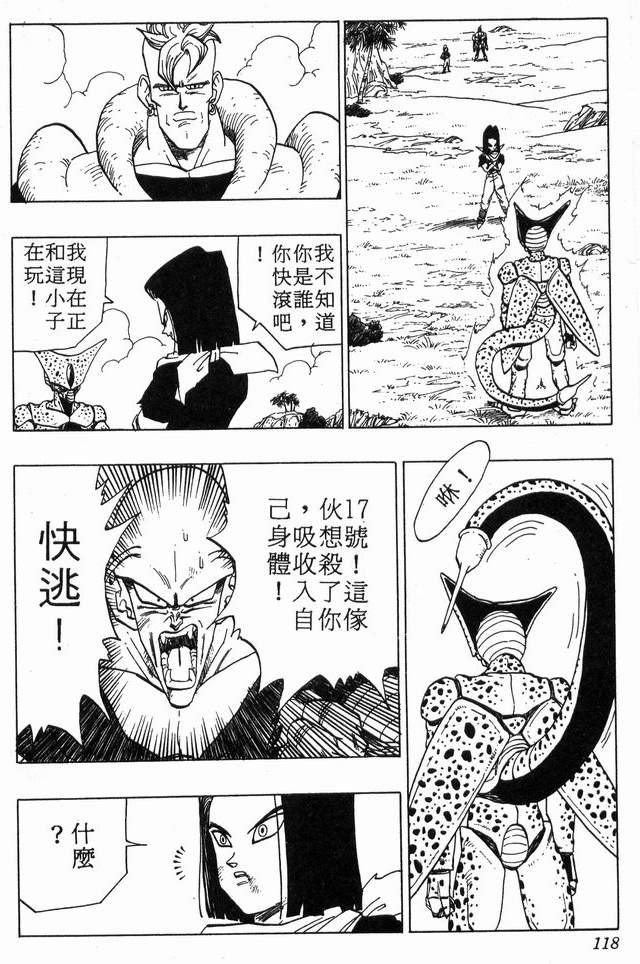 我不知道
你是誰，
你快滾吧
！
我現在正
和這小子
在玩！
咻！
17號！這傢
伙想殺了你
，吸收入自
己身體！
快逃！
什麼
？
118